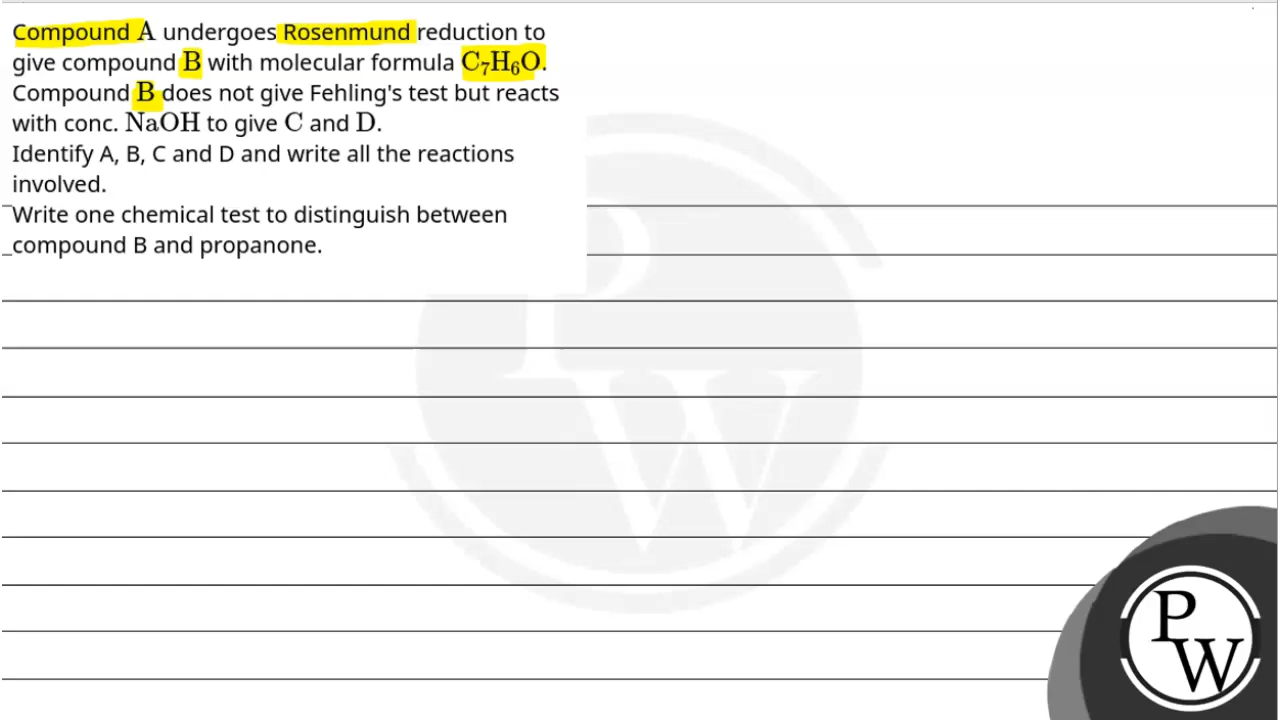 Compound A undergoes Rosenmund reduction to
give compound B with molecular formula C₇H₆O.
Compound B does not give Fehling's test but reacts
with conc. NaOH to give C and D.
Identify A, B, C and D and write all the reactions
involved.
Write one chemical test to distinguish between
compound B and propanone.
P
W
P
W